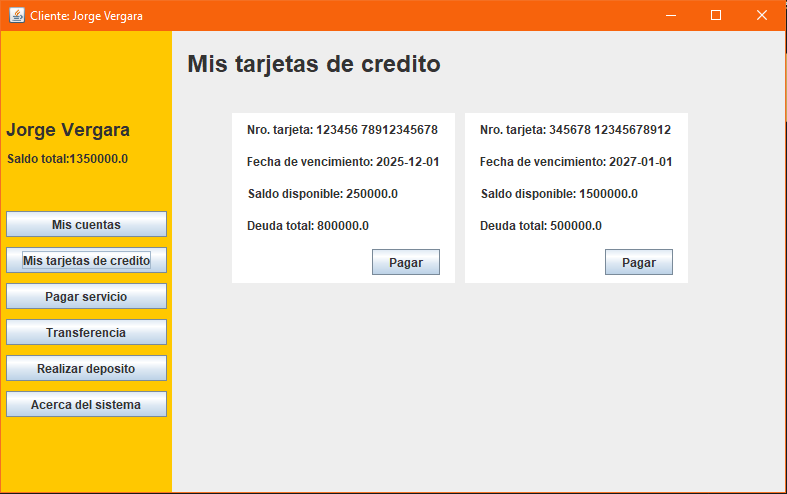 Cliente: Jorge Vergara
Jorge Vergara
Saldo total:1350000.0
Mis cuentas
Mis tarjetas de credito
Pagar servicio
Transferencia
Realizar deposito
Acerca del sistema
Mis tarjetas de credito
Nro. tarjeta: 123456 78912345678
Fecha de vencimiento: 2025-12-01
Saldo disponible: 250000.0
Deuda total: 800000.0
Pagar
Nro. tarjeta: 345678 12345678912
Fecha de vencimiento: 2027-01-01
Saldo disponible: 1500000.0
Deuda total: 500000.0
Pagar